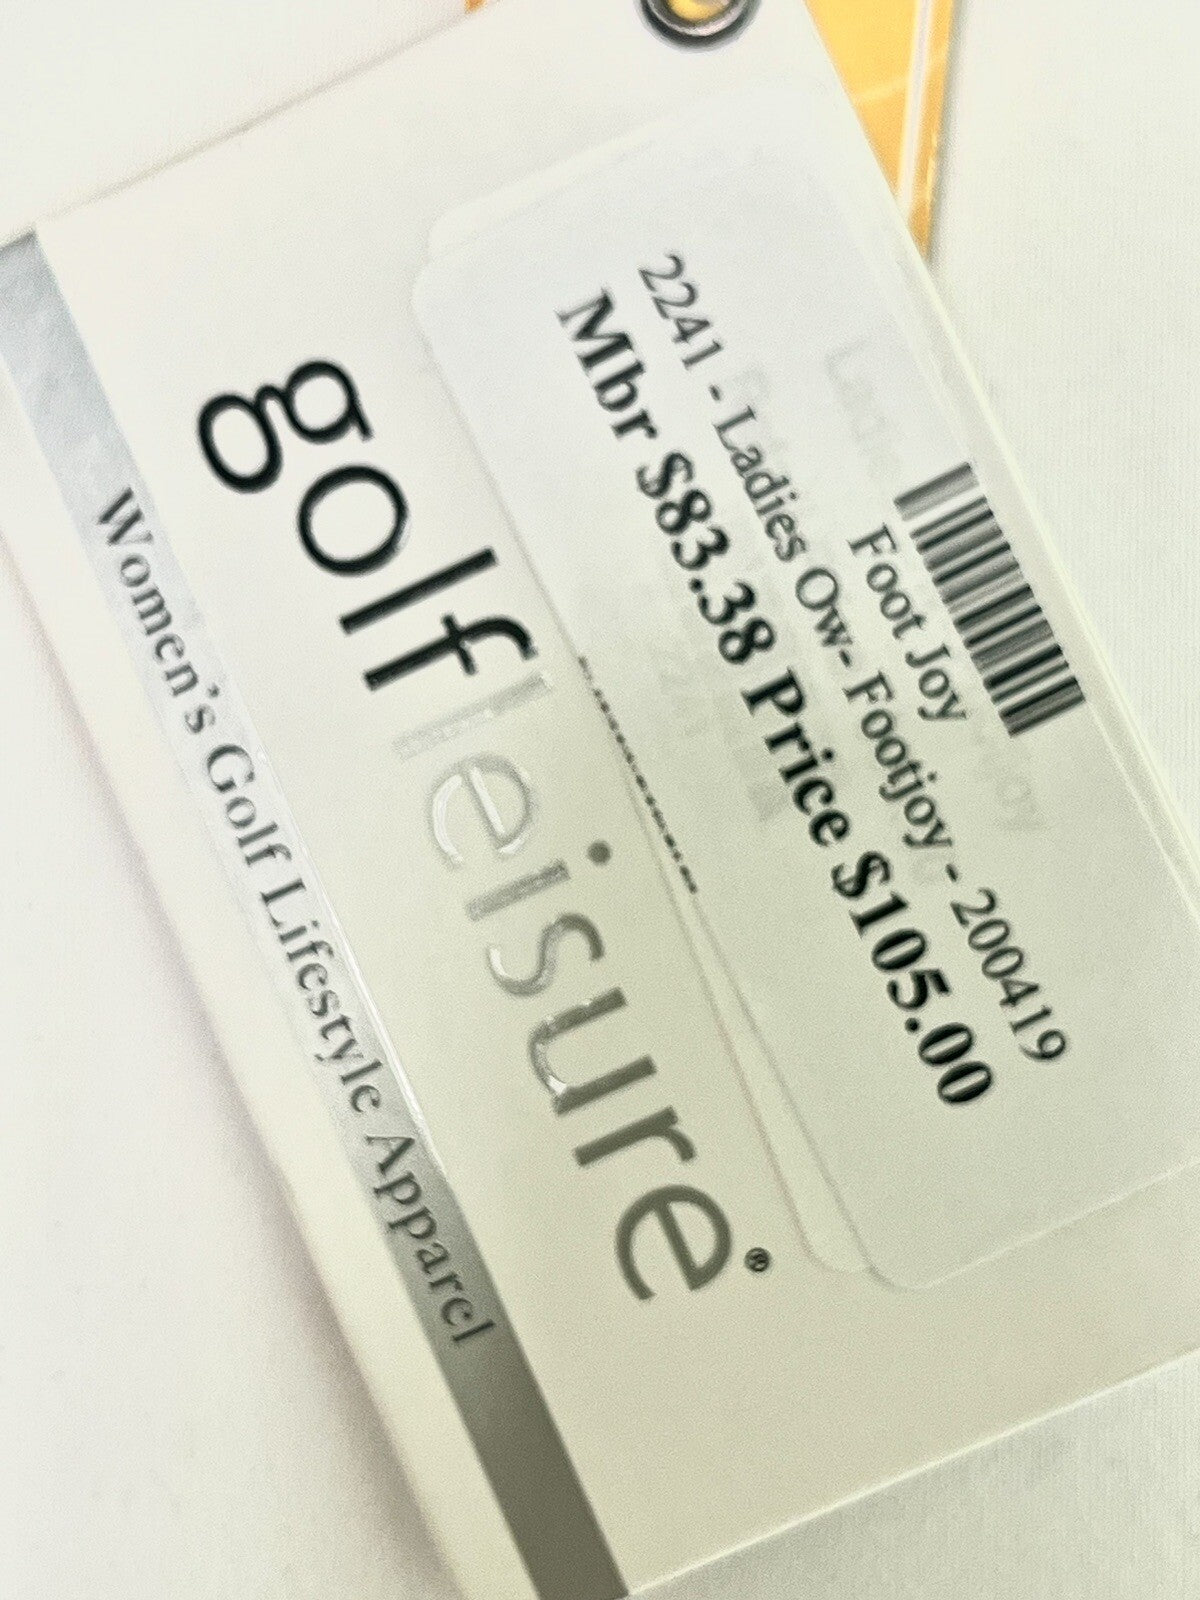 Foot Joy
2241 - Ladies Ow- Footjoy - 200419
Mbr $83.38 Price $105.00
golfleisure®
Women's Golf Lifestyle Apparel